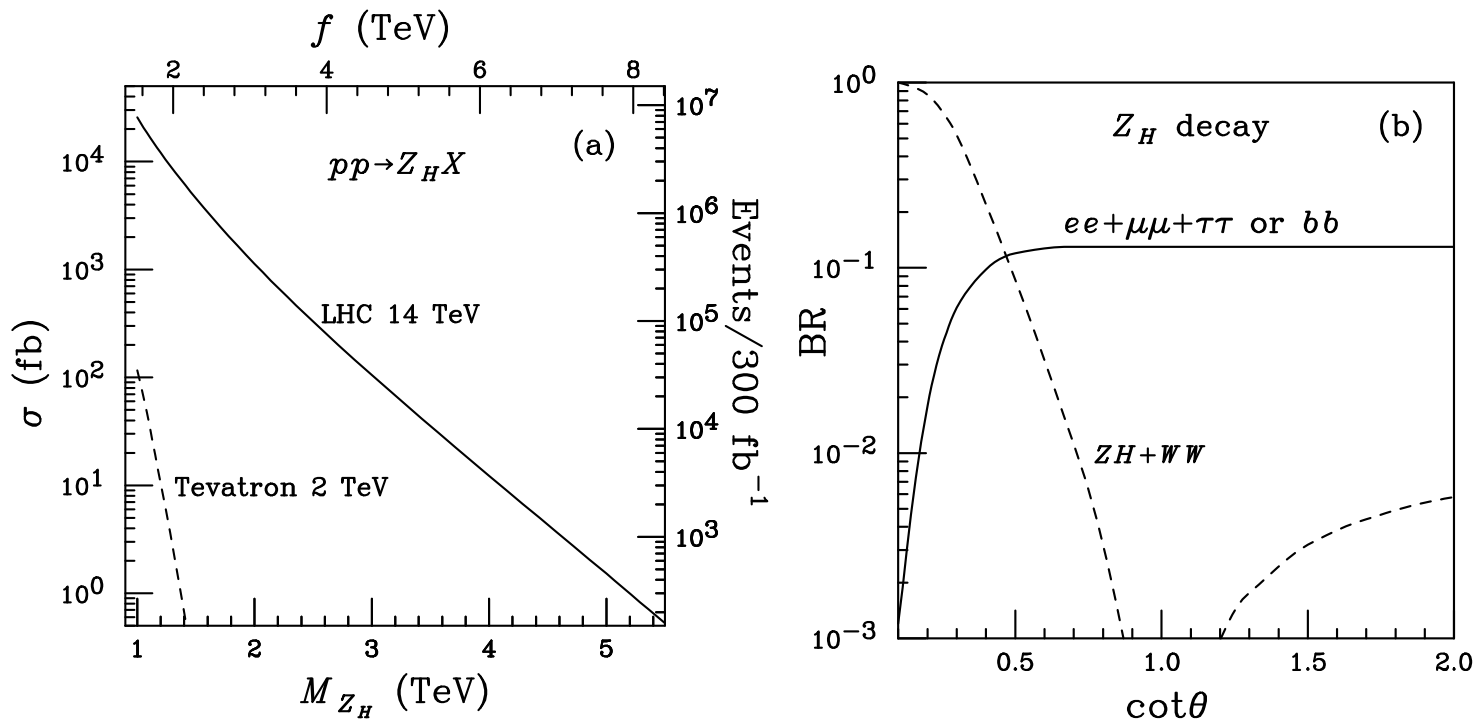 f (TeV)
2 4 6 8
(a)
pp→Z_H X
10^4
10^3
10^2
10^1
10^0
σ (fb)
LHC 14 TeV
Tevatron 2 TeV
10^7
10^6
10^5
10^4
10^3
Events/300 fb^{-1}
1 2 3 4 5
M_{Z_H} (TeV)
10^0
10^{-1}
10^{-2}
10^{-3}
BR
Z_H decay
(b)
ee+μμ+ττ or bb
ZH+WW
0.5 1.0 1.5 2.0
cotθ